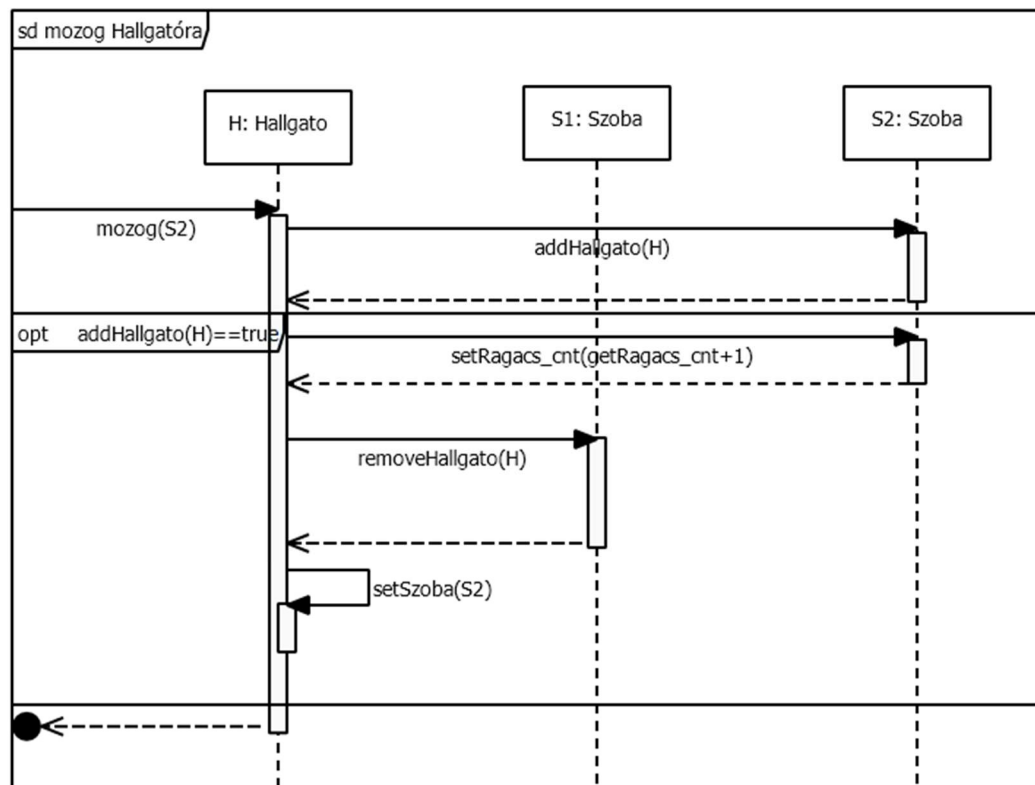 sd mozog Hallgatóra
H: Hallgato
S1: Szoba
S2: Szoba
mozog(S2)
addHallgato(H)
opt addHallgato(H)==true
setRagacs_cnt(getRagacs_cnt+1)
removeHallgato(H)
setSzoba(S2)